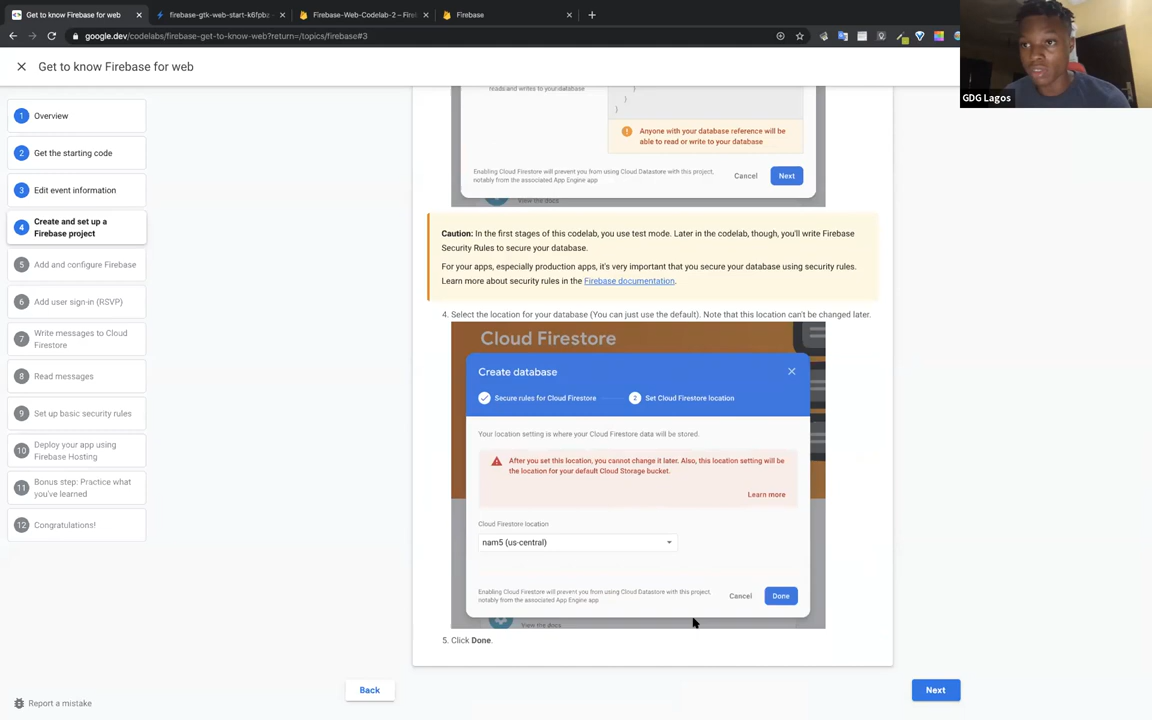 Get to know Firebase for web
firebase-gtk-web-start-k6fpbz
Firebase-Web-Codelab-2 – Fire
Firebase
google.dev/codelabs/firebase-get-to-know-web?return=/topics/firebase#3
Get to know Firebase for web
GDG Lagos
1 Overview
2 Get the starting code
3 Edit event information
4 Create and set up a
Firebase project
5 Add and configure Firebase
6 Add user sign-in (RSVP)
7 Write messages to Cloud
Firestore
8 Read messages
9 Set up basic security rules
10 Deploy your app using
Firebase Hosting
11 Bonus step: Practice what
you've learned
12 Congratulations!
Report a mistake
reads and writes to your database
}
}
}
Anyone with your database reference will be
able to read or write to your database
Enabling Cloud Firestore will prevent you from using Cloud Datastore with this project,
notably from the associated App Engine app
Cancel
Next
View the docs
Caution: In the first stages of this codelab, you use test mode. Later in the codelab, though, you'll write Firebase
Security Rules to secure your database.
For your apps, especially production apps, it's very important that you secure your database using security rules.
Learn more about security rules in the Firebase documentation.
4. Select the location for your database (You can just use the default). Note that this location can't be changed later.
Cloud Firestore
Create database
Secure rules for Cloud Firestore
2 Set Cloud Firestore location
Your location setting is where your Cloud Firestore data will be stored.
After you set this location, you cannot change it later. Also, this location setting will
be the location for your default Cloud Storage bucket.
Learn more
Cloud Firestore location
nam5 (us-central)
Enabling Cloud Firestore will prevent you from using Cloud Datastore with this project,
notably from the associated App Engine app
Cancel
Done
View the docs
5. Click Done.
Back
Next